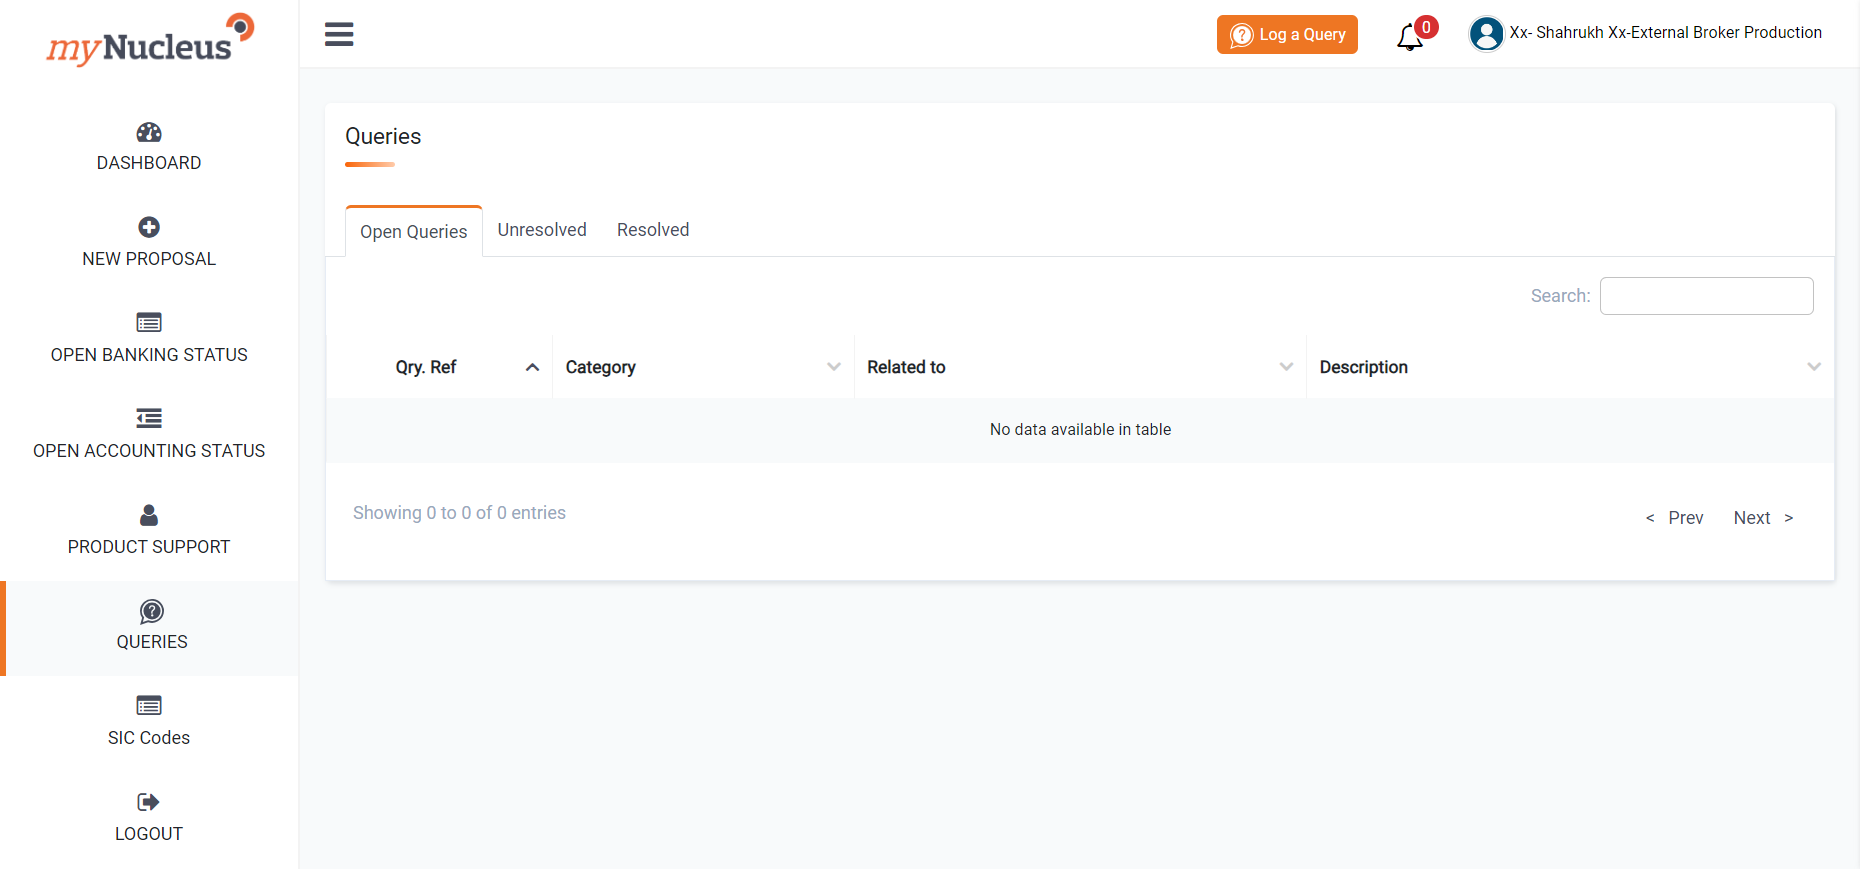 myNucleus
Log a Query
0
Xx- Shahrukh Xx-External Broker Production
DASHBOARD
NEW PROPOSAL
OPEN BANKING STATUS
OPEN ACCOUNTING STATUS
PRODUCT SUPPORT
QUERIES
SIC Codes
LOGOUT
Queries
Open Queries Unresolved Resolved
Search:
Qry. Ref Category Related to Description
No data available in table
Showing 0 to 0 of 0 entries
< Prev Next >